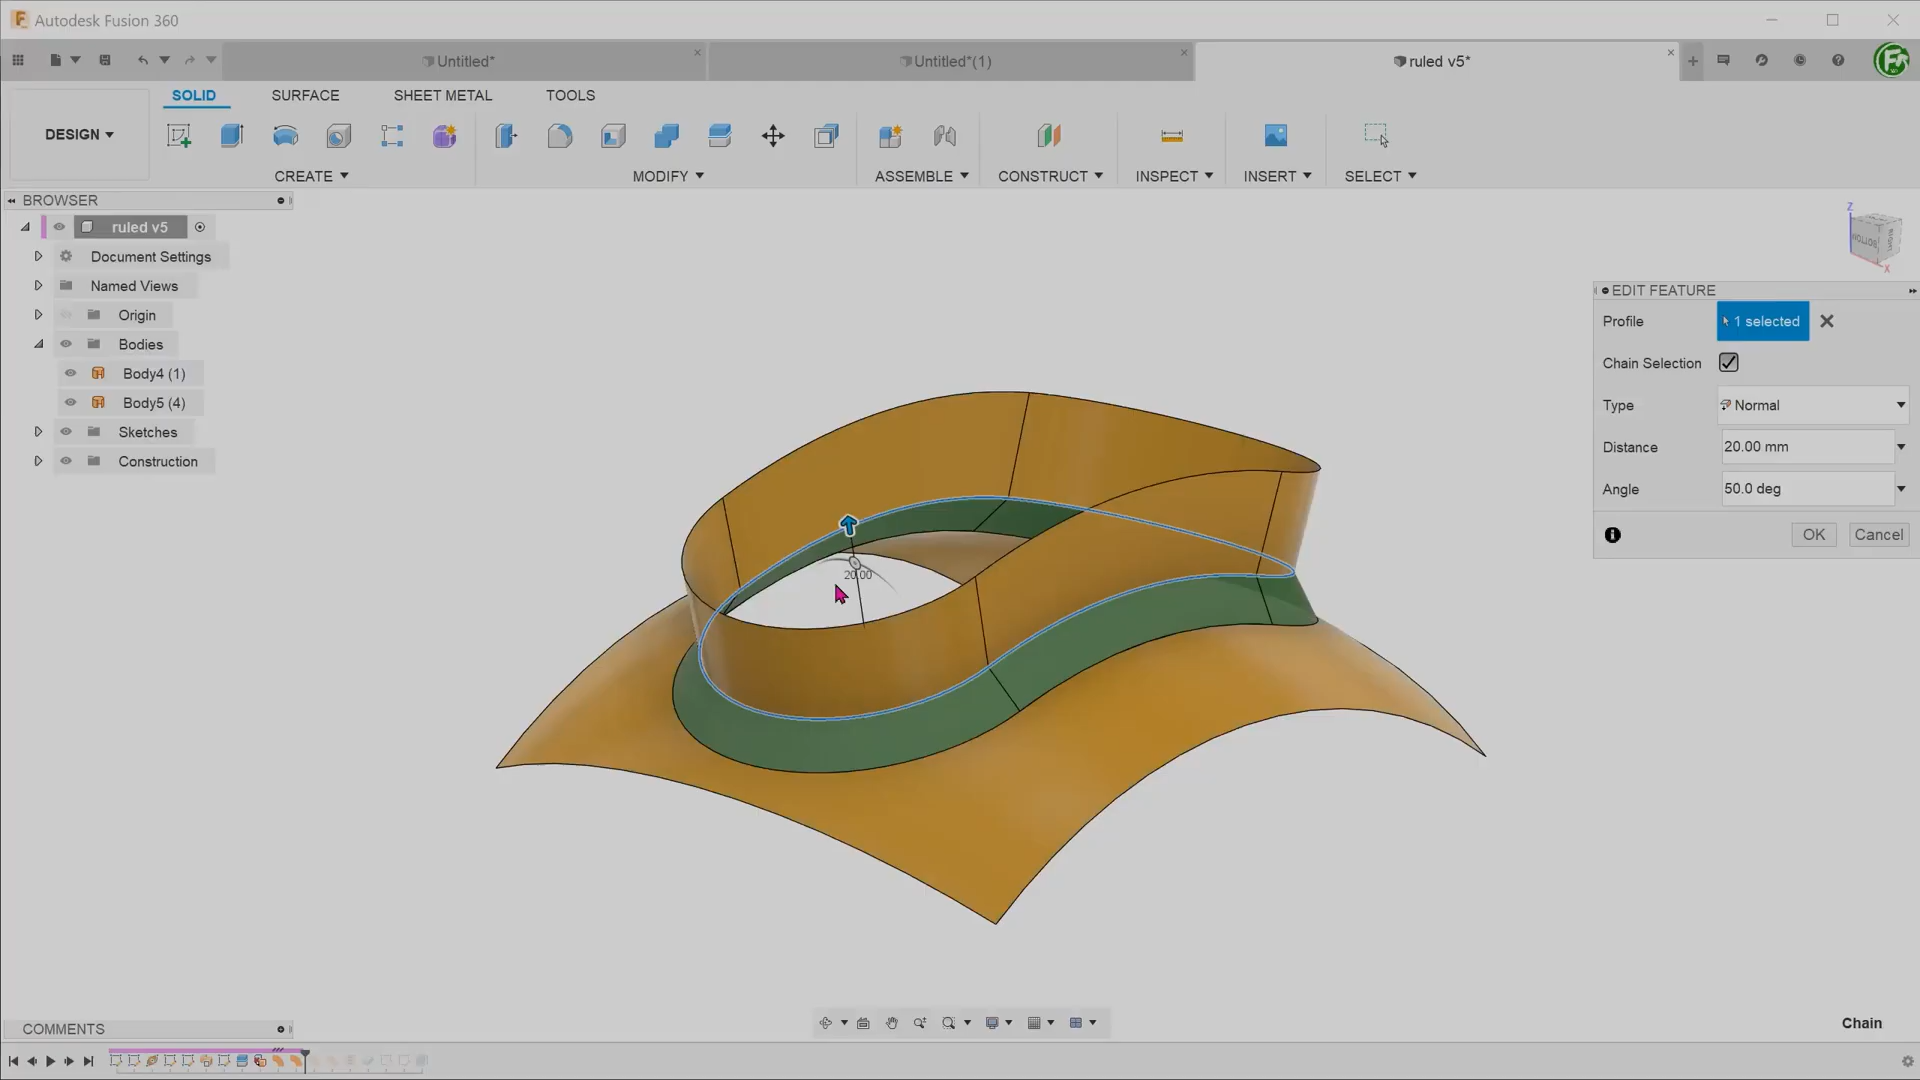 Autodesk Fusion 360
Untitled*
Untitled*(1)
ruled v5*
SOLID
SURFACE
SHEET METAL
TOOLS
DESIGN
CREATE
MODIFY
ASSEMBLE
CONSTRUCT
INSPECT
INSERT
SELECT
BROWSER
ruled v5
Document Settings
Named Views
Origin
Bodies
Body4 (1)
Body5 (4)
Sketches
Construction
Z
BOTTOM
RIGHT
X
EDIT FEATURE
Profile 1 selected
Chain Selection
Type Normal
Distance 20.00 mm
Angle 50.0 deg
OK Cancel
20.00
COMMENTS
Chain